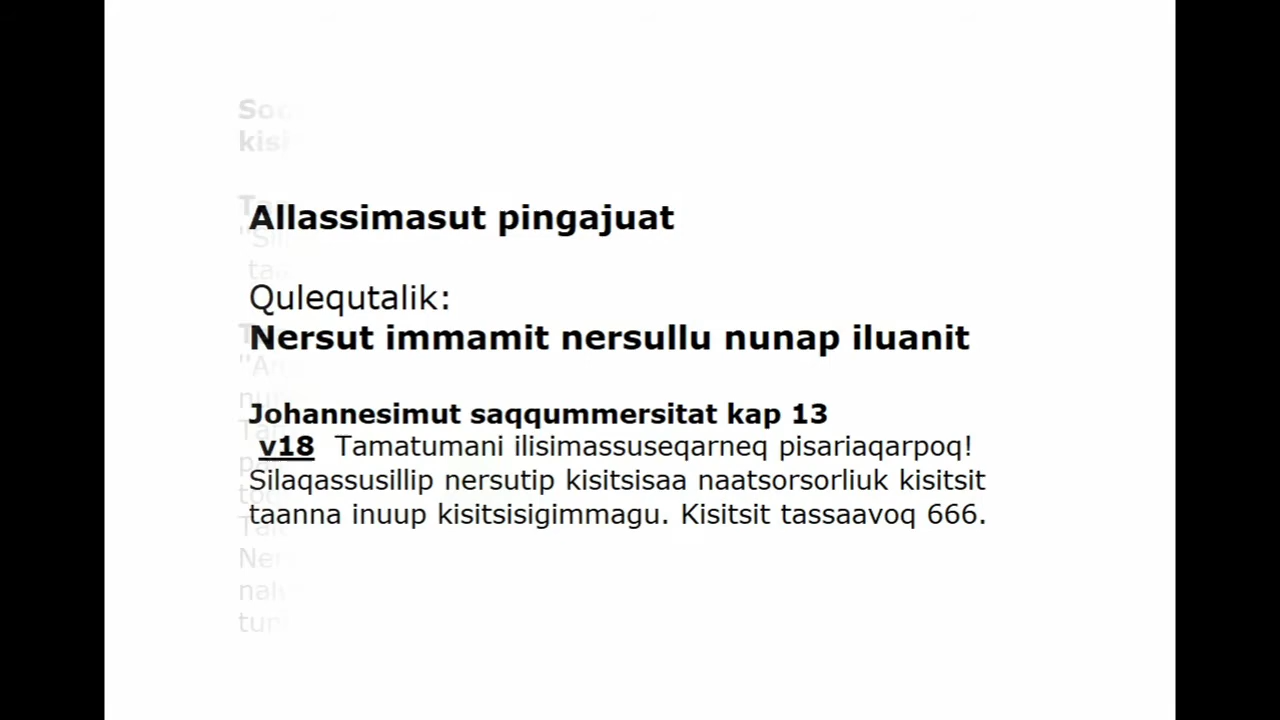 Allassimasut pingajuat
Qulequtalik:
Nersut immamit nersullu nunap iluanit
Johannesimut saqqummersitat kap 13
v18 Tamatumani ilisimassuseqarneq pisariaqarpoq!
Silaqassusillip nersutip kisitsisaa naatsorsorliuk kisitsit
taanna inuup kisitsisigimmagu. Kisitsit tassaavoq 666.